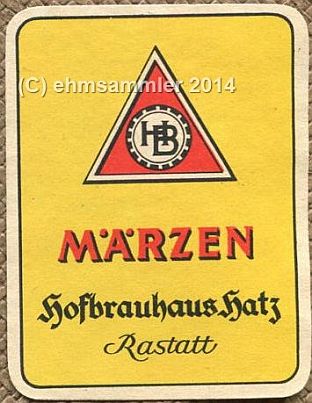 (C) ehmsammler 2014
HB
MÄRZEN
Hofbrauhaus Hatz
Rastatt